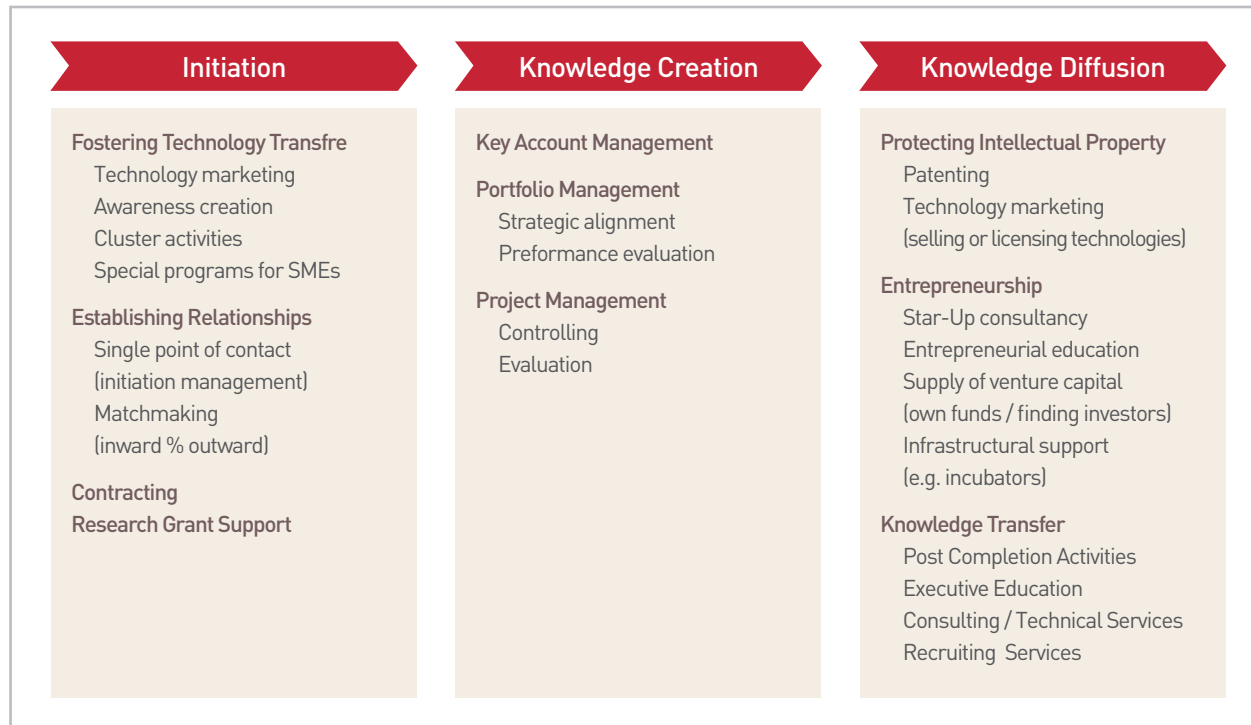 Initiation
Fostering Technology Transfre
Technology marketing
Awareness creation
Cluster activities
Special programs for SMEs
Establishing Relationships
Single point of contact
(initiation management)
Matchmaking
(inward % outward)
Contracting
Research Grant Support
Knowledge Creation
Key Account Management
Portfolio Management
Strategic alignment
Preformance evaluation
Project Management
Controlling
Evaluation
Knowledge Diffusion
Protecting Intellectual Property
Patenting
Technology marketing
(selling or licensing technologies)
Entrepreneurship
Star-Up consultancy
Entrepreneurial education
Supply of venture capital
(own funds / finding investors)
Infrastructural support
(e.g. incubators)
Knowledge Transfer
Post Completion Activities
Executive Education
Consulting / Technical Services
Recruiting Services